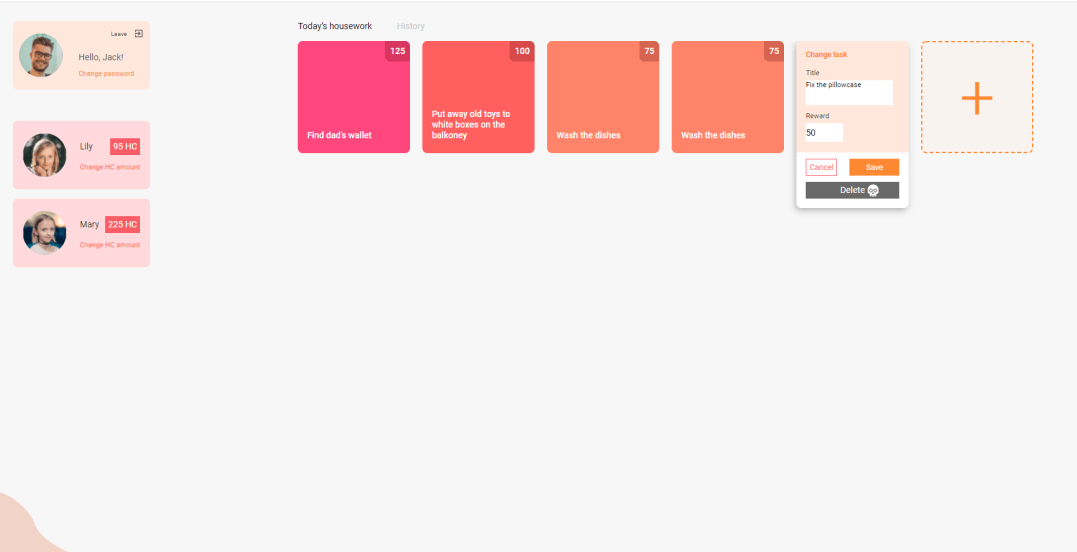 Leave
Hello, Jack!
Change password
Lily
95 HC
Change HC amount
Mary
225 HC
Change HC amount
Today's housework
History
125
Find dad's wallet
100
Put away old toys to
white boxes on the
balkoney
75
Wash the dishes
75
Wash the dishes
Change task
Title
Fix the pillowcase
Reward
50
Cancel
Save
Delete